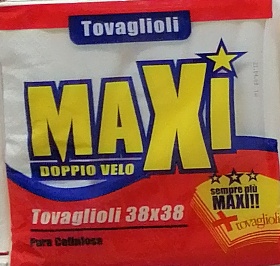 Tovaglioli
MAXi
DOPPIO VELO
sempre più
MAXI!!
Tovaglioli 38x38
+tovaglioli
Pura Cellulosa